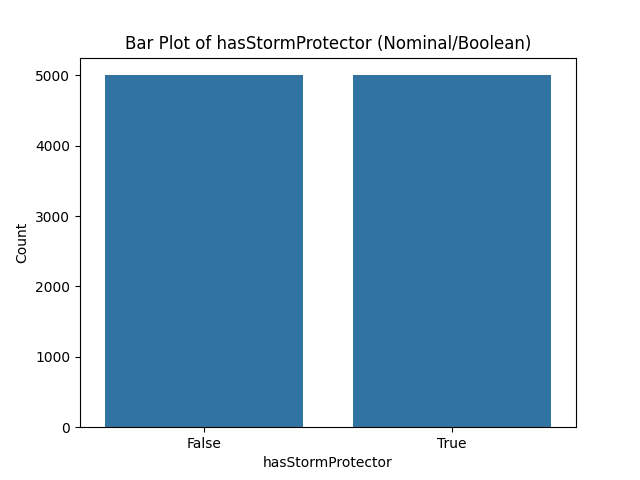 Bar Plot of hasStormProtector (Nominal/Boolean)
5000
4000
3000
2000
1000
0
Count
False True
hasStormProtector